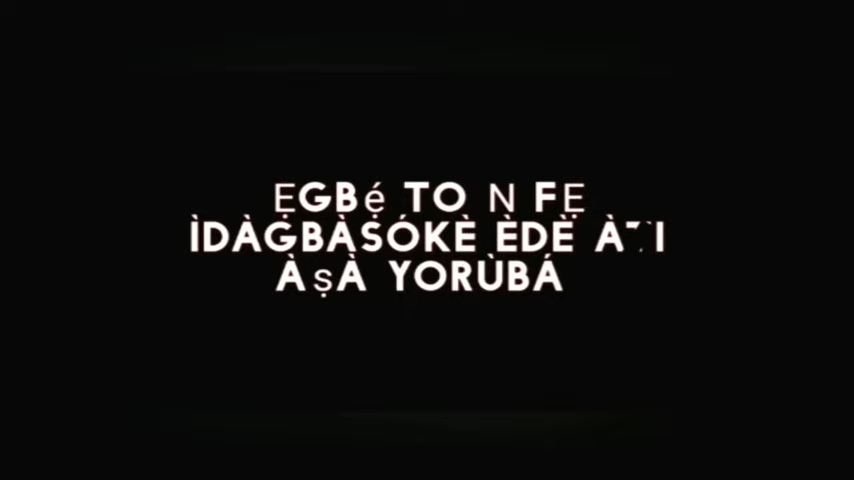 ẸGBé̩ TO N FẸ
ÌDÀGBÀSÓKÈ ÈDÈ
ÀṣÀ YORÙBÁ